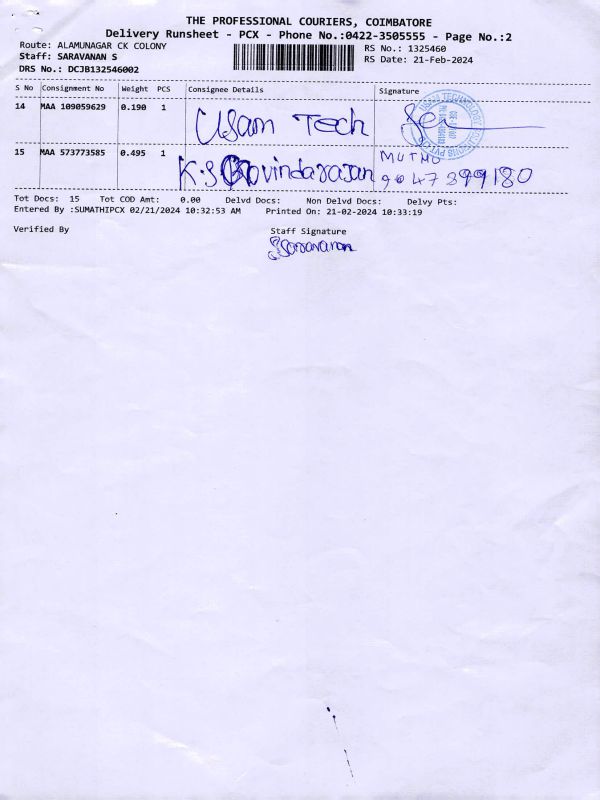 THE PROFESSIONAL COURIERS, COIMBATORE
Delivery Runsheet - PCX - Phone No.:0422-3505555 - Page No.:2
Route: ALAMUNAGAR CK COLONY
RS No.: 1325460
Staff: SARAVANAN S
RS Date: 21-Feb-2024
DRS No.: DCJB132546002
S No Consignment No Weight PCS Consignee Details Signature
14 MAA 109059629 0.190 1 Usam Tech
15 MAA 573773585 0.495 1 K.S Govindarajan MUTHU
9047399180
Tot Docs: 15 Tot COD Amt: 0.00 Delvd Docs: Non Delvd Docs: Delvy Pts:
Entered By :SUMATHIPCX 02/21/2024 10:32:53 AM Printed On: 21-02-2024 10:33:19
Verified By Staff Signature
S Saravanan